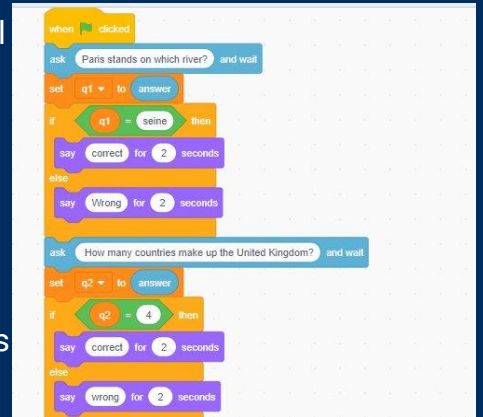 l
when clicked
ask Paris stands on which river? and wait
set q1 to answer
if q1 = seine then
say correct for 2 seconds
else
say Wrong for 2 seconds
ask How many countries make up the United Kingdom? and wait
set q2 to answer
if q2 = 4 then
say correct for 2 seconds
s
else
say wrong for 2 seconds